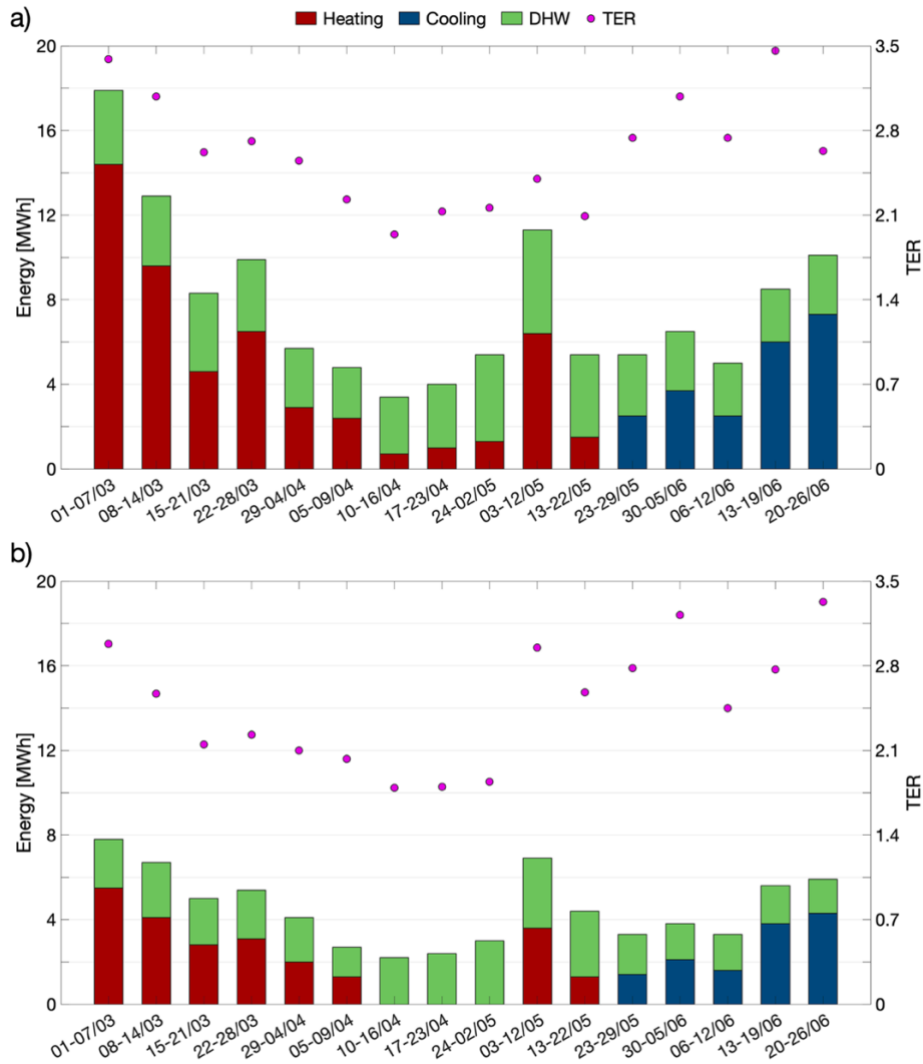 a)
Heating Cooling DHW TER
20 3.5
16 2.8
12 2.1
8 1.4
4 0.7
0 0
Energy [MWh]
TER
01-07/03 08-14/03 15-21/03 22-28/03 29-04/04 05-09/04 10-16/04 17-23/04 24-02/05 03-12/05 13-22/05 23-29/05 30-05/06 06-12/06 13-19/06 20-26/06
b)
20 3.5
16 2.8
12 2.1
8 1.4
4 0.7
0 0
Energy [MWh]
TER
01-07/03 08-14/03 15-21/03 22-28/03 29-04/04 05-09/04 10-16/04 17-23/04 24-02/05 03-12/05 13-22/05 23-29/05 30-05/06 06-12/06 13-19/06 20-26/06